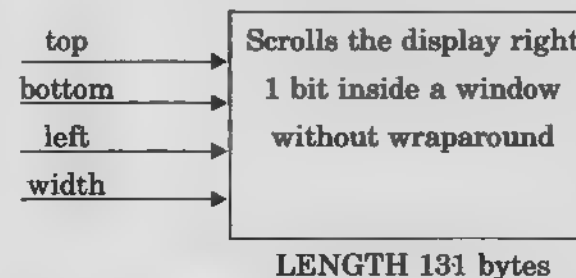 top
bottom
left
width
Scrolls the display right
1 bit inside a window
without wraparound
LENGTH 131 bytes